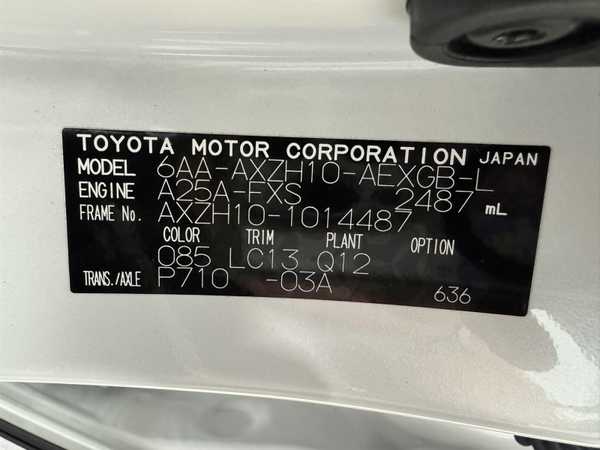 TOYOTA MOTOR CORPORATION JAPAN
MODEL 6AA-AXZH10-AEXGB-L
ENGINE A25A-FXS 2487 mL
FRAME No. AXZH10-1014487
COLOR TRIM PLANT OPTION
085 LC13 Q12
TRANS./AXLE P710 -03A
636